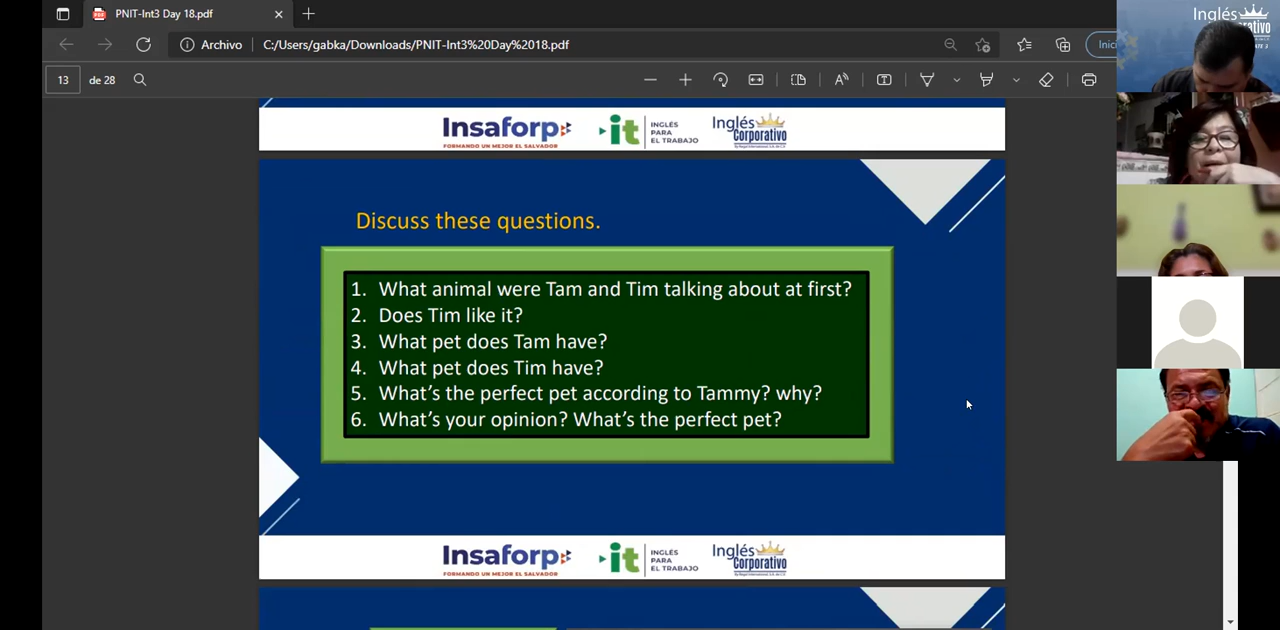 PNIT-Int3 Day 18.pdf
Archivo
C:/Users/gabka/Downloads/PNIT-Int3%20Day%2018.pdf
Inic
13 de 28
Insaforp
FORMANDO UN MEJOR EL SALVADOR
it
INGLÉS
PARA
EL TRABAJO
Inglés
Corporativo
Discuss these questions.
1. What animal were Tam and Tim talking about at first?
2. Does Tim like it?
3. What pet does Tam have?
4. What pet does Tim have?
5. What's the perfect pet according to Tammy? why?
6. What's your opinion? What's the perfect pet?
Insaforp
FORMANDO UN MEJOR EL SALVADOR
it
INGLÉS
PARA
EL TRABAJO
Inglés
Corporativo
Inglés